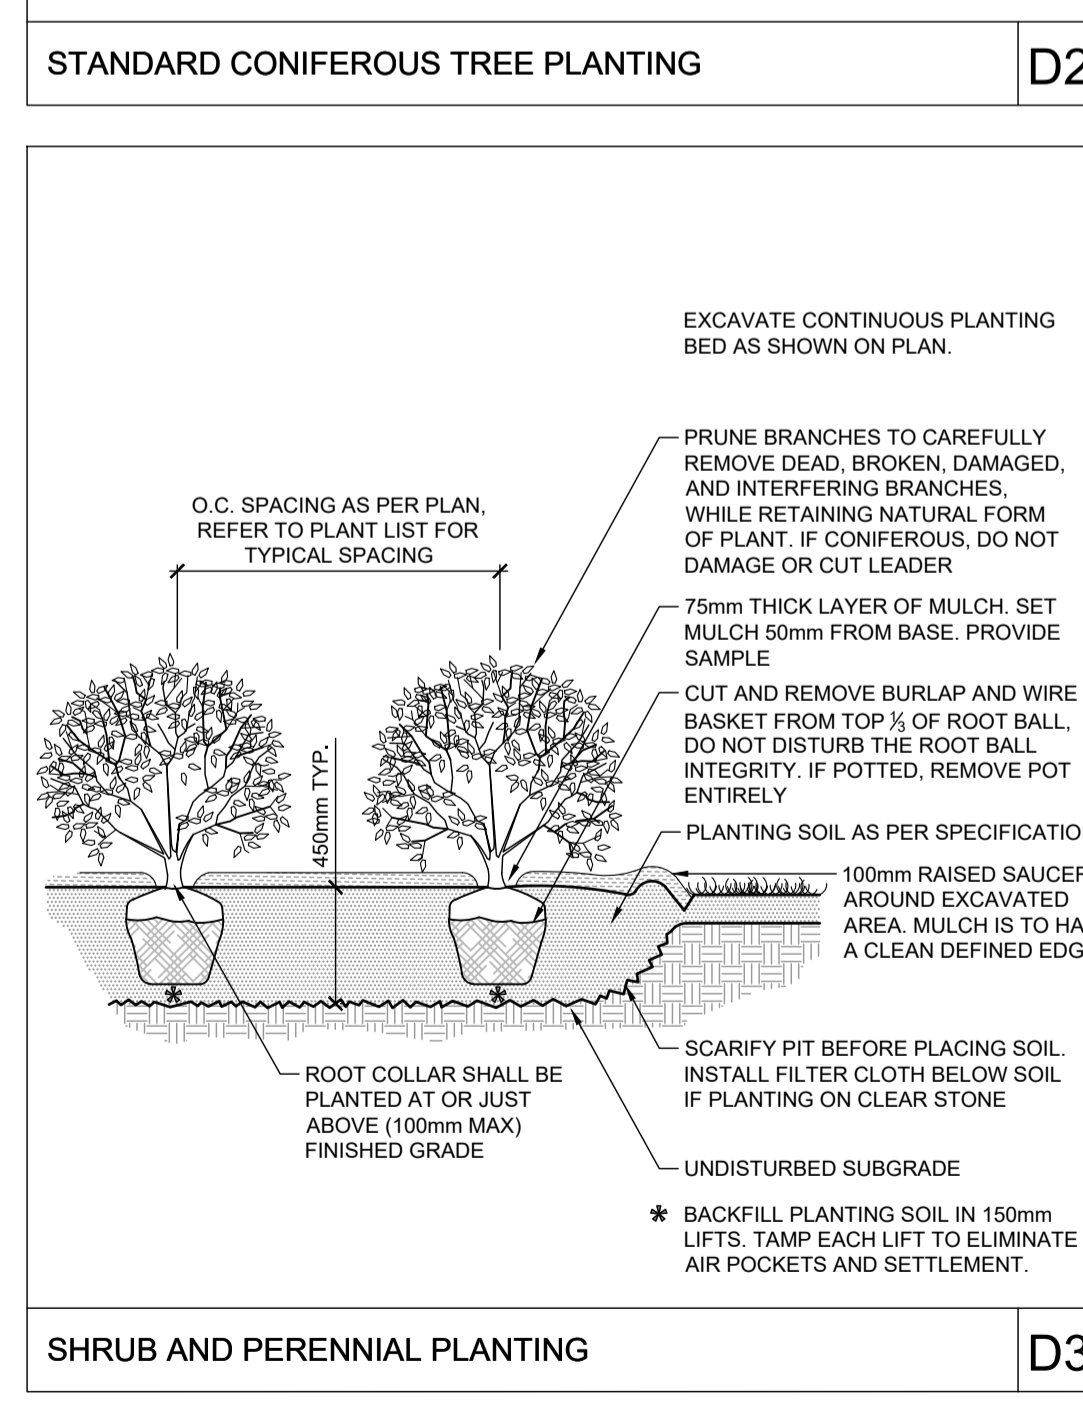 STANDARD CONIFEROUS TREE PLANTING
D2
EXCAVATE CONTINUOUS PLANTING
BED AS SHOWN ON PLAN.
PRUNE BRANCHES TO CAREFULLY
REMOVE DEAD, BROKEN, DAMAGED,
AND INTERFERING BRANCHES,
WHILE RETAINING NATURAL FORM
OF PLANT. IF CONIFEROUS, DO NOT
DAMAGE OR CUT LEADER
O.C. SPACING AS PER PLAN,
REFER TO PLANT LIST FOR
TYPICAL SPACING
75mm THICK LAYER OF MULCH. SET
MULCH 50mm FROM BASE. PROVIDE
SAMPLE
CUT AND REMOVE BURLAP AND WIRE
BASKET FROM TOP ⅓ OF ROOT BALL,
DO NOT DISTURB THE ROOT BALL
INTEGRITY. IF POTTED, REMOVE POT
ENTIRELY
450mm TYP.
PLANTING SOIL AS PER SPECIFICATIO
100mm RAISED SAUCER
AROUND EXCAVATED
AREA. MULCH IS TO HA
A CLEAN DEFINED EDG
SCARIFY PIT BEFORE PLACING SOIL.
INSTALL FILTER CLOTH BELOW SOIL
IF PLANTING ON CLEAR STONE
ROOT COLLAR SHALL BE
PLANTED AT OR JUST
ABOVE (100mm MAX)
FINISHED GRADE
UNDISTURBED SUBGRADE
* BACKFILL PLANTING SOIL IN 150mm
LIFTS. TAMP EACH LIFT TO ELIMINATE
AIR POCKETS AND SETTLEMENT.
SHRUB AND PERENNIAL PLANTING
D3